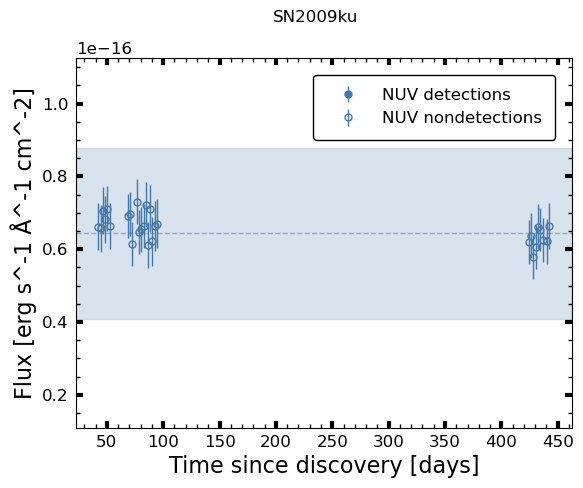 SN2009ku
1e−16
NUV detections
NUV nondetections
1.0
0.8
0.6
0.4
0.2
Flux [erg s^-1 Å^-1 cm^-2]
50 100 150 200 250 300 350 400 450
Time since discovery [days]